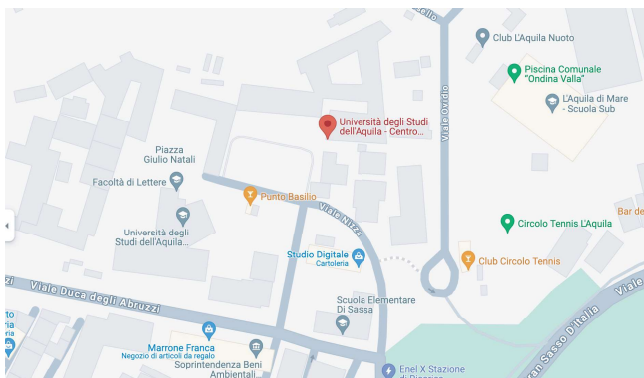 Club L'Aquila Nuoto
Piscina Comunale
"Ondina Valla"
L'Aquila di Mare
- Scuola Sub
Viale Ovidio
Università degli Studi
dell'Aquila - Centro...
Piazza
Giulio Natali
Facoltà di Lettere
Punto Basilio
Viale Nizza
Università degli
Studi dell'Aquila...
Circolo Tennis L'Aquila
Bar de
Studio Digitale
Cartoleria
Club Circolo Tennis
Viale Duca degli Abruzzi
Viale
Gran Sasso D'Italia
Scuola Elementare
Di Sassa
Marrone Franca
Negozio di articoli da regalo
Soprintendenza Beni
Ambientali...
Enel X Stazione